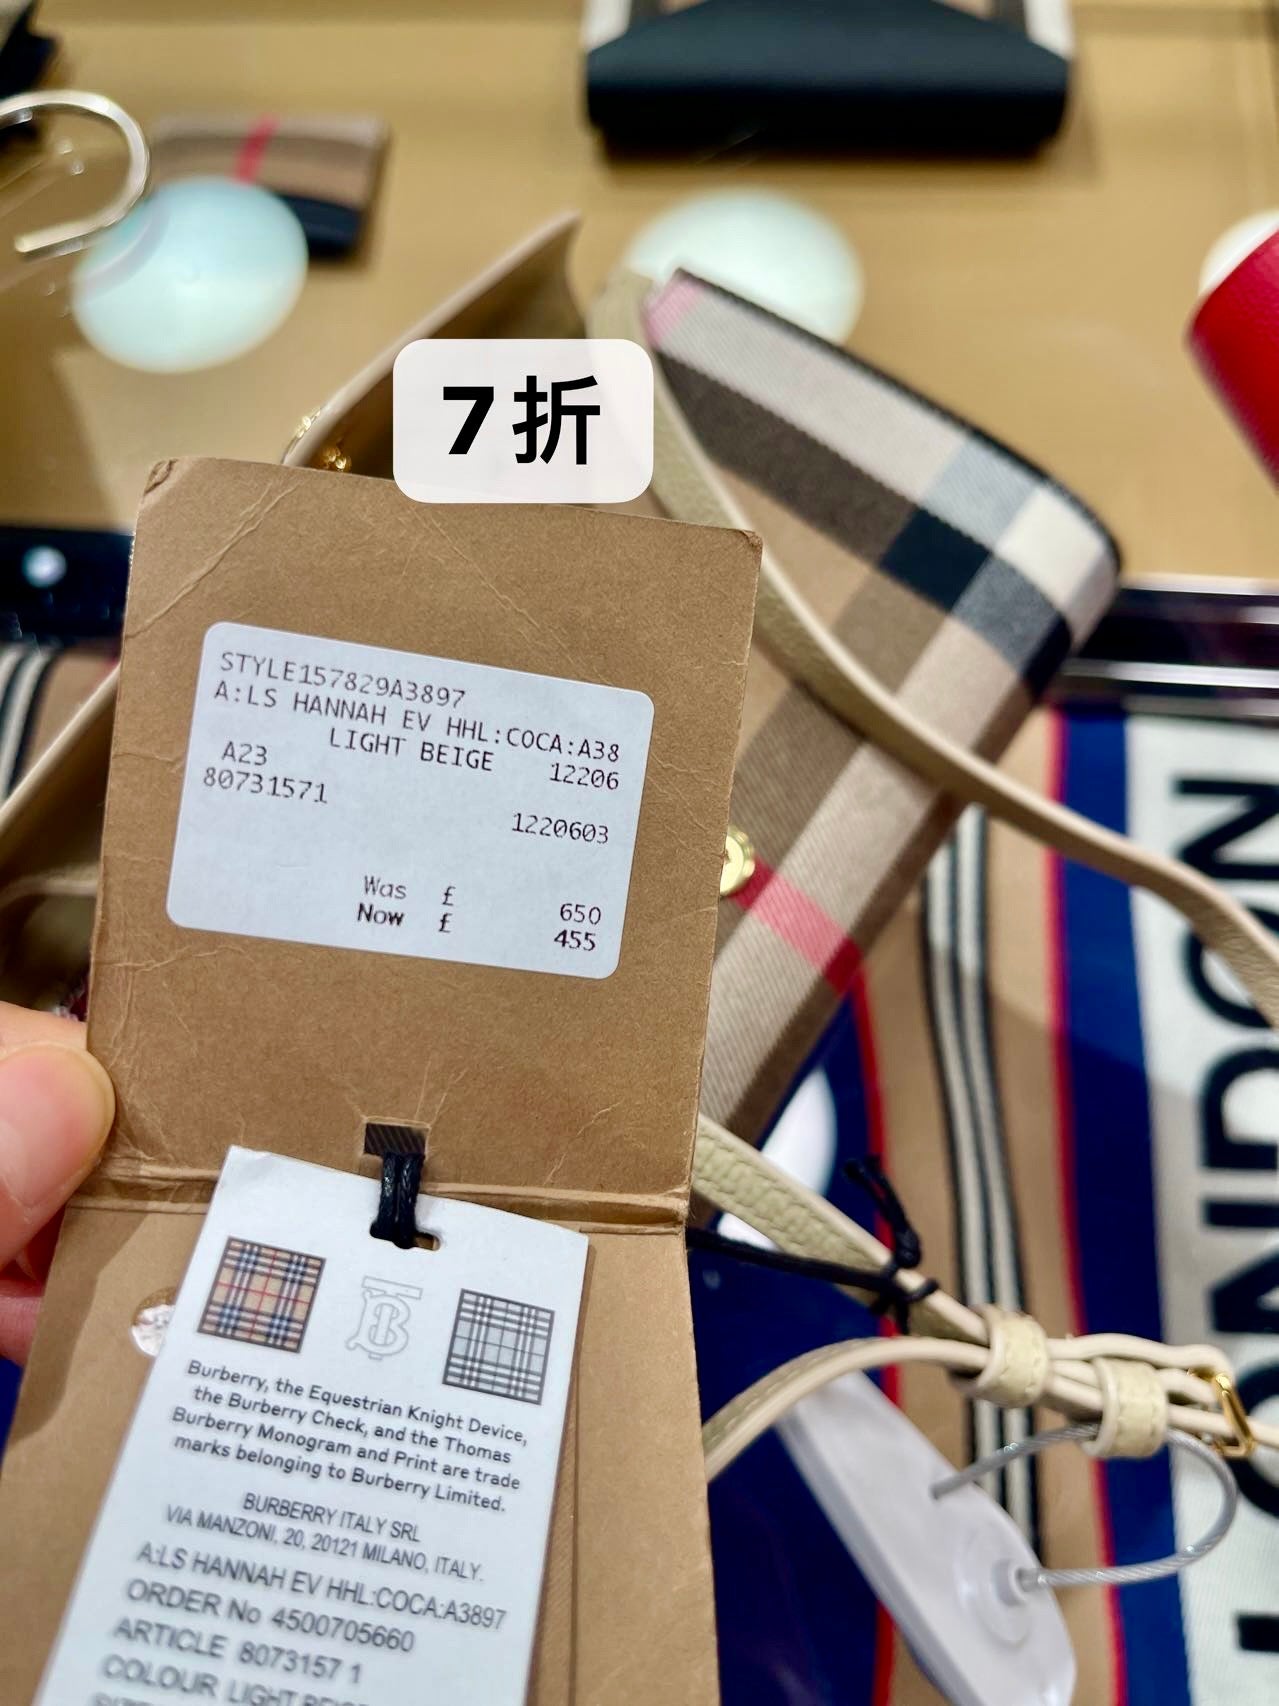 7折
STYLE157829A3897
A:LS HANNAH EV HHL:COCA:A38
LIGHT BEIGE 12206
A23
80731571
1220603
Was £ 650
Now £ 455
Burberry, the Equestrian Knight Device,
the Burberry Check, and the Thomas
Burberry Monogram and Print are trade
marks belonging to Burberry Limited.
BURBERRY ITALY SRL
VIA MANZONI, 20, 20121 MILANO, ITALY.
A:LS HANNAH EV HHL:COCA:A3897
ORDER No 4500705660
ARTICLE 8073157 1
COLOUR LIGHT BEIGE
LONDON